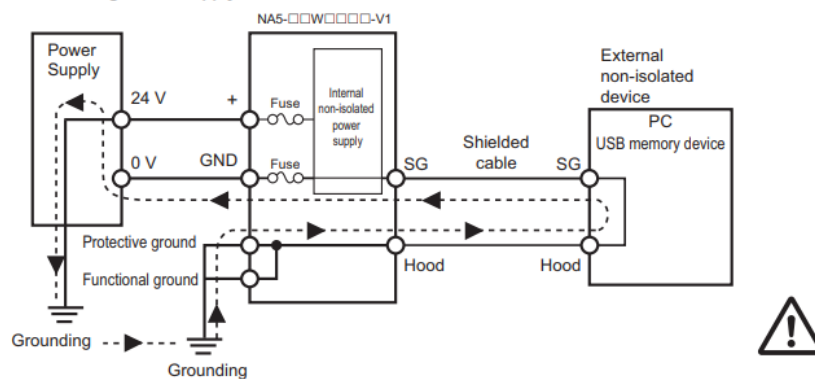 NA5-□□W□□□□-V1
Power
Supply
24 V
0 V
+
GND
Fuse
Fuse
Internal
non-isolated
power
supply
SG
Shielded
cable
SG
External
non-isolated
device
PC
USB memory device
Protective ground
Functional ground
Hood
Hood
Grounding
Grounding